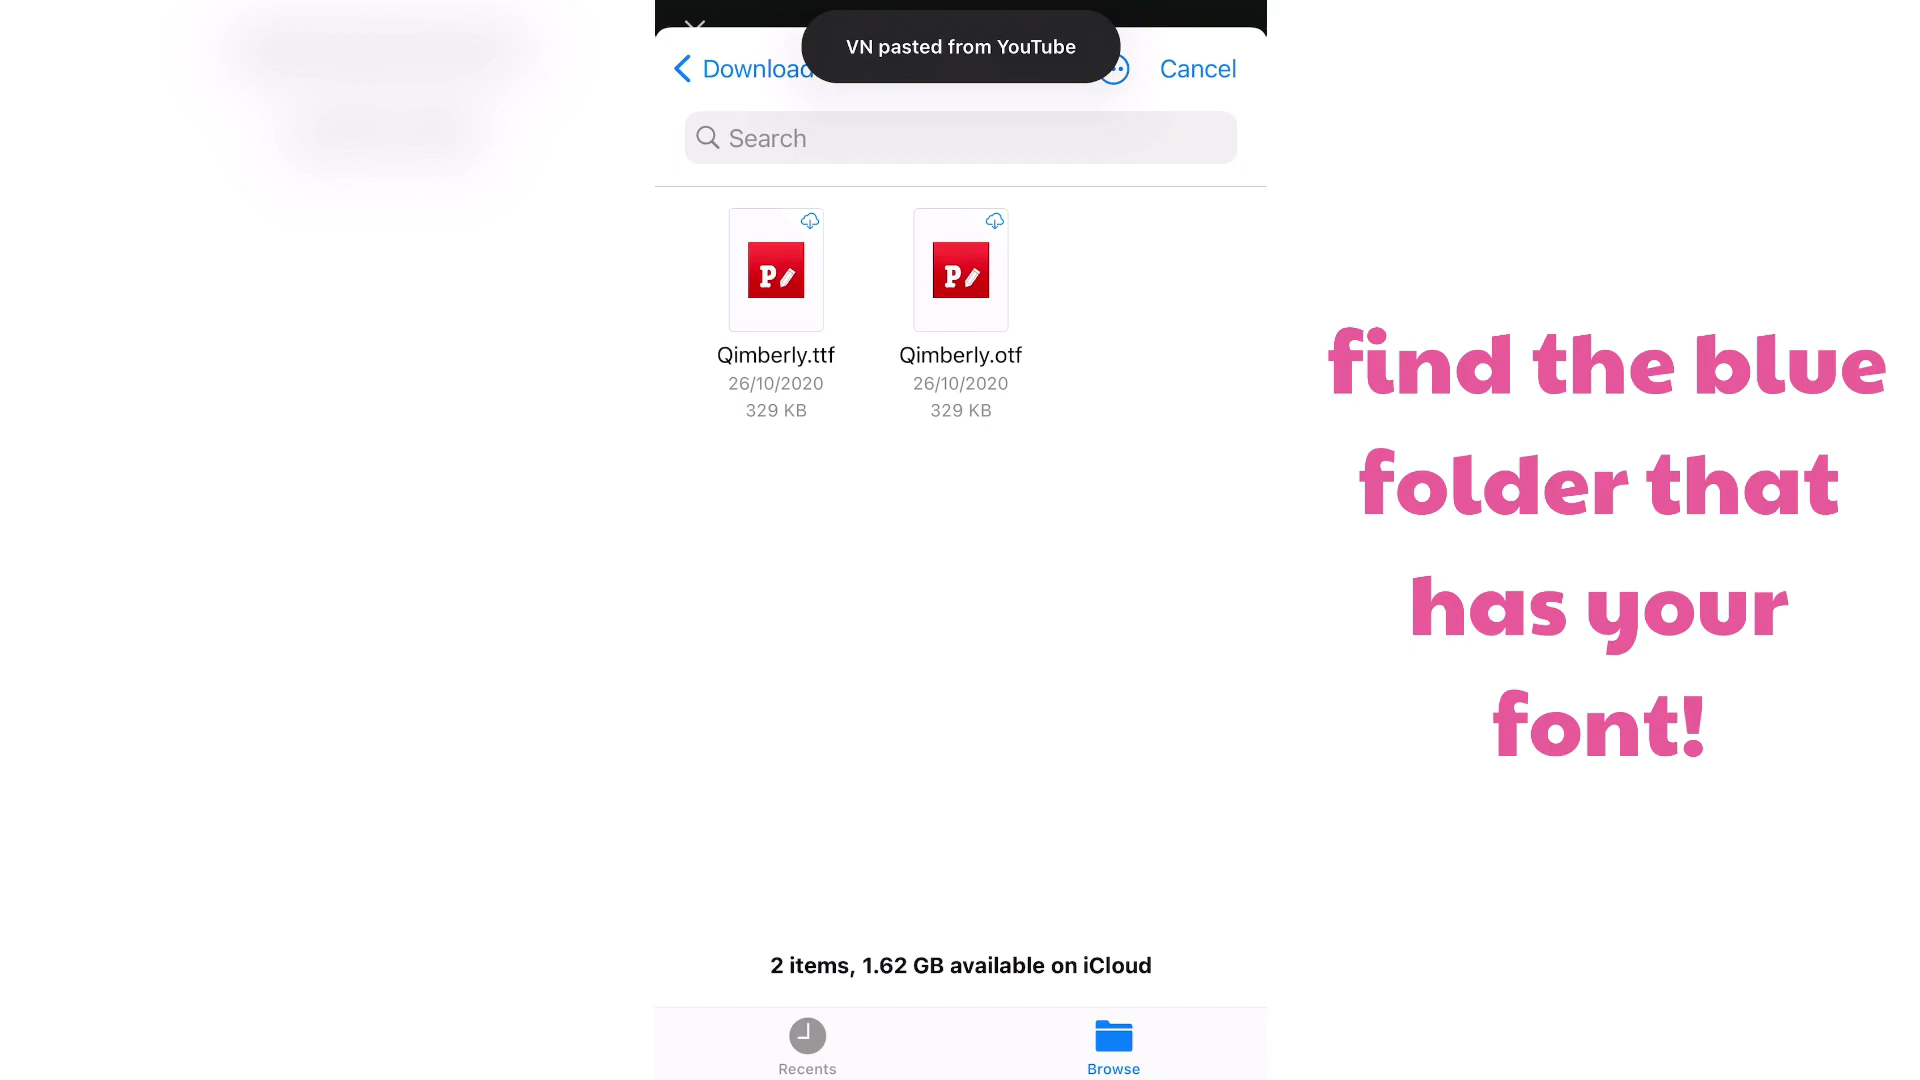 VN pasted from YouTube
Download
Cancel
Search
Qimberly.ttf
26/10/2020
329 KB
Qimberly.otf
26/10/2020
329 KB
find the blue
folder that
has your
font!
2 items, 1.62 GB available on iCloud
Recents
Browse